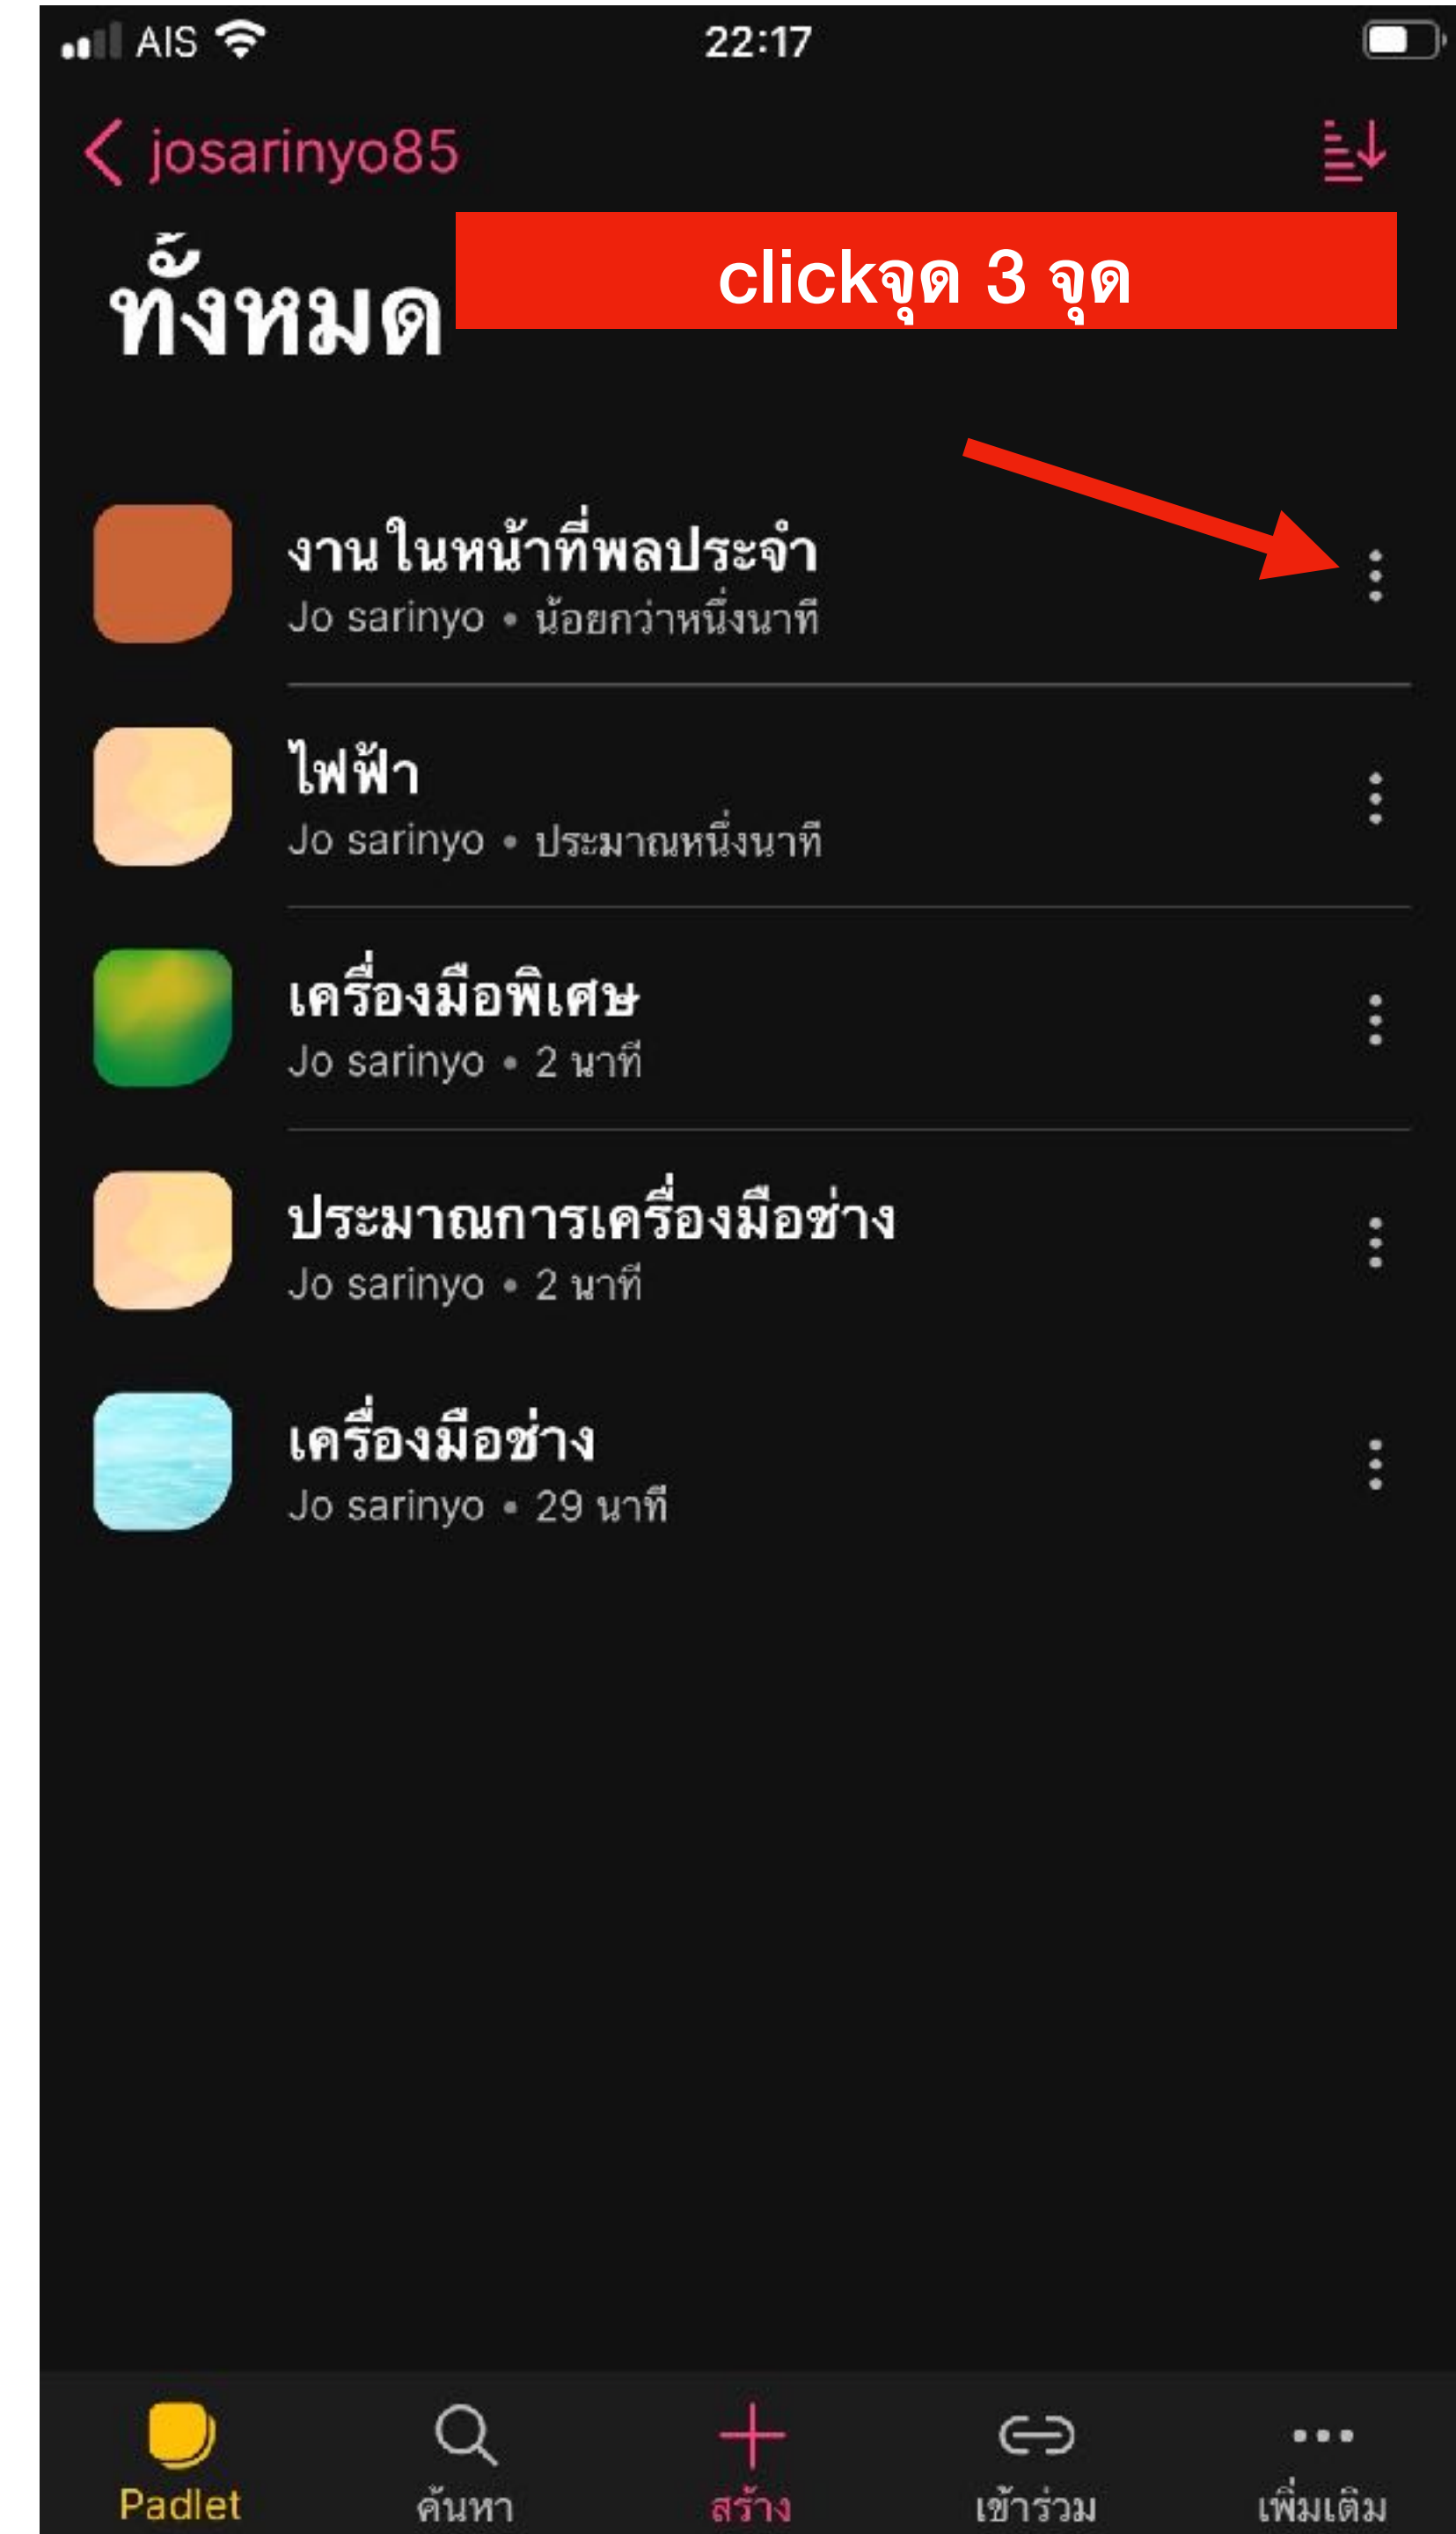 AIS 22:17
josarinyo85
ทั้งหมด
clickจุด 3 จุด
งานในหน้าที่พลประจำ
Jo sarinyo • น้อยกว่าหนึ่งนาที
ไฟฟ้า
Jo sarinyo • ประมาณหนึ่งนาที
เครื่องมือพิเศษ
Jo sarinyo • 2 นาที
ประมาณการเครื่องมือช่าง
Jo sarinyo • 2 นาที
เครื่องมือช่าง
Jo sarinyo • 29 นาที
Padlet ค้นหา สร้าง เข้าร่วม เพิ่มเติม